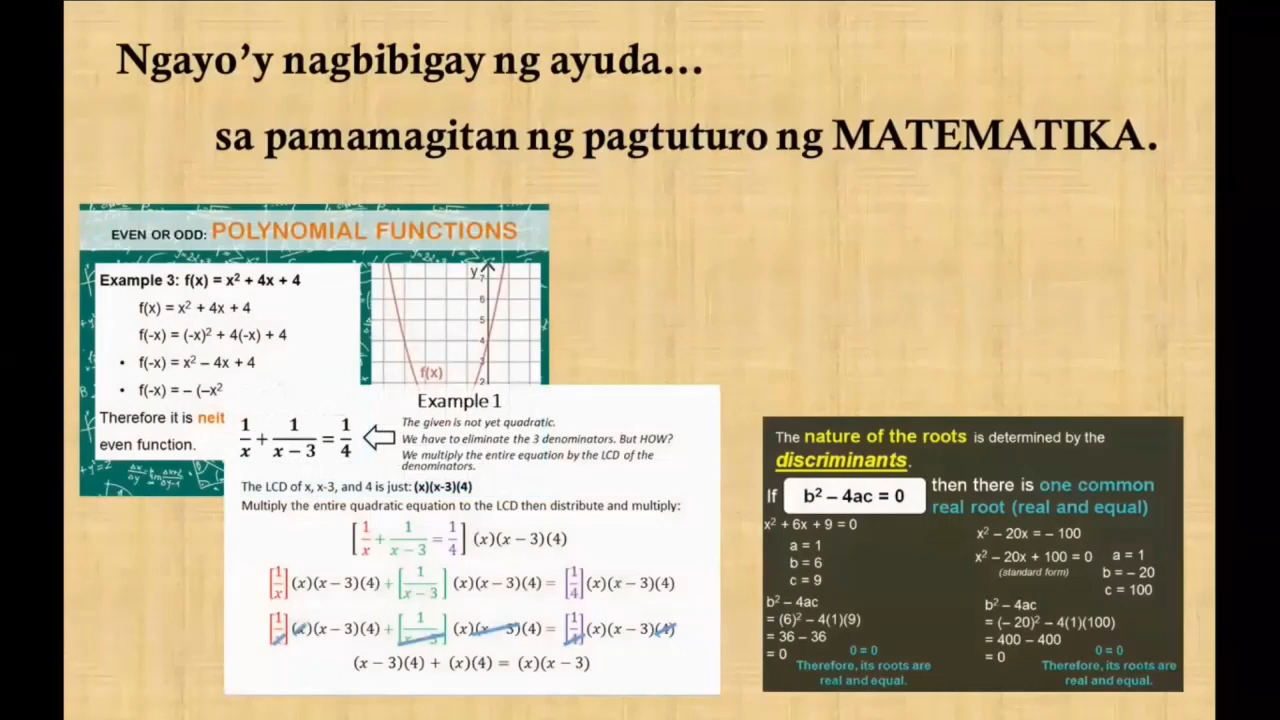 Ngayo’y nagbibigay ng ayuda…
sa pamamagitan ng pagtuturo ng MATEMATIKA.
EVEN OR ODD: POLYNOMIAL FUNCTIONS
Example 3: f(x) = x² + 4x + 4
f(x) = x² + 4x + 4
f(-x) = (-x)² + 4(-x) + 4
• f(-x) = x² – 4x + 4
• f(-x) = – (–x²
Therefore it is neit
even function.
y
7
6
5
4
3
2
f(x)
Example 1
1/x + 1/(x − 3) = 1/4
The given is not yet quadratic.
We have to eliminate the 3 denominators. But HOW?
We multiply the entire equation by the LCD of the
denominators.
The LCD of x, x-3, and 4 is just: (x)(x-3)(4)
Multiply the entire quadratic equation to the LCD then distribute and multiply:
[1/x + 1/(x − 3) = 1/4] (x)(x − 3)(4)
[1/x](x)(x − 3)(4) + [1/(x − 3)] (x)(x − 3)(4) = [1/4](x)(x − 3)(4)
[1/x](x)(x − 3)(4) + [1/(x − 3)] (x)(x − 3)(4) = [1/4](x)(x − 3)(4)
(x − 3)(4) + (x)(4) = (x)(x − 3)
The nature of the roots is determined by the
discriminants.
If b² – 4ac = 0 then there is one common
real root (real and equal)
x² + 6x + 9 = 0
a = 1
b = 6
c = 9
b² – 4ac
= (6)² – 4(1)(9)
= 36 – 36
= 0
0 = 0
Therefore, its roots are
real and equal.
x² – 20x = – 100
x² – 20x + 100 = 0
(standard form)
a = 1
b = – 20
c = 100
b² – 4ac
= (– 20)² – 4(1)(100)
= 400 – 400
= 0
0 = 0
Therefore, its roots are
real and equal.